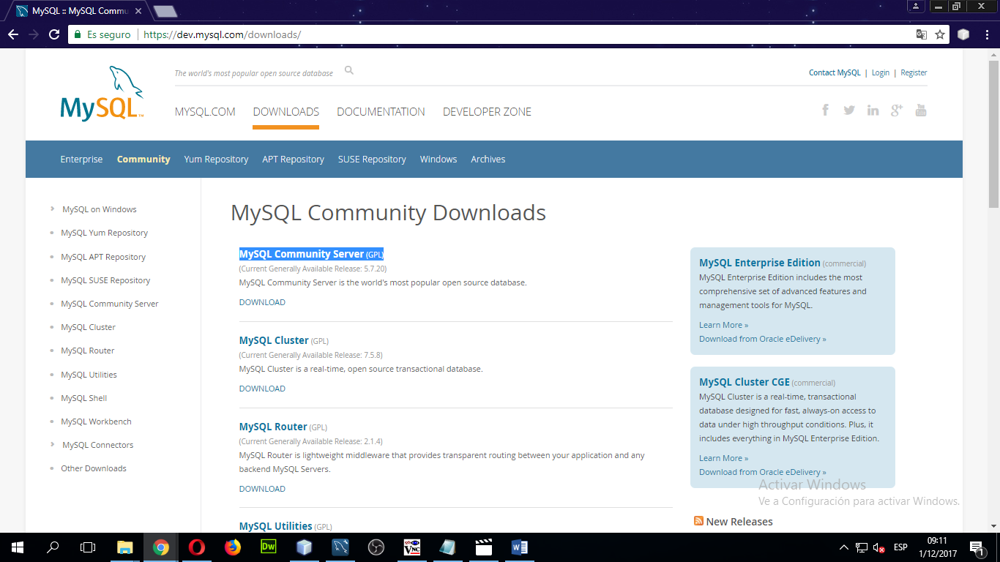 MySQL :: MySQL Commu
Es seguro
https://dev.mysql.com/downloads/
The world's most popular open source database
Contact MySQL | Login | Register
MySQL™
MYSQL.COM
DOWNLOADS
DOCUMENTATION
DEVELOPER ZONE
Enterprise
Community
Yum Repository
APT Repository
SUSE Repository
Windows
Archives
MySQL on Windows
MySQL Yum Repository
MySQL APT Repository
MySQL SUSE Repository
MySQL Community Server
MySQL Cluster
MySQL Router
MySQL Utilities
MySQL Shell
MySQL Workbench
MySQL Connectors
Other Downloads
MySQL Community Downloads
MySQL Community Server (GPL)
(Current Generally Available Release: 5.7.20)
MySQL Community Server is the world's most popular open source database.
DOWNLOAD
MySQL Cluster (GPL)
(Current Generally Available Release: 7.5.8)
MySQL Cluster is a real-time, open source transactional database.
DOWNLOAD
MySQL Router (GPL)
(Current Generally Available Release: 2.1.4)
MySQL Router is lightweight middleware that provides transparent routing between your application and any
backend MySQL Servers.
DOWNLOAD
MySQL Utilities (GPL)
MySQL Enterprise Edition (commercial)
MySQL Enterprise Edition includes the most
comprehensive set of advanced features and
management tools for MySQL.
Learn More »
Download from Oracle eDelivery »
MySQL Cluster CGE (commercial)
MySQL Cluster is a real-time, transactional
database designed for fast, always-on access to
data under high throughput conditions. Plus, it
includes everything in MySQL Enterprise Edition.
Learn More »
Download from Oracle eDelivery »
Activar Windows
Ve a Configuración para activar Windows.
New Releases
Dw
VNC
W
ESP
09:11
1/12/2017
1